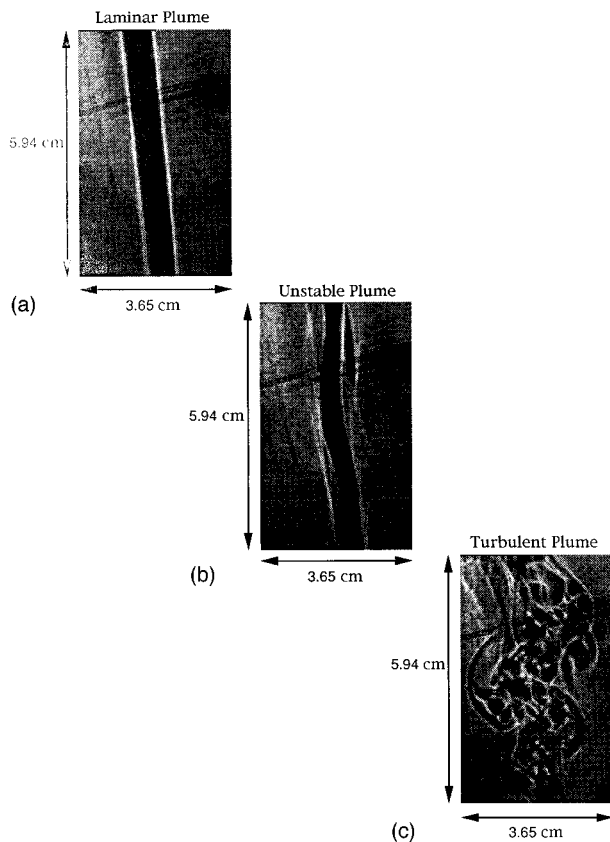 Laminar Plume
5.94 cm
(a)
3.65 cm
Unstable Plume
5.94 cm
(b)
3.65 cm
Turbulent Plume
5.94 cm
(c)
3.65 cm